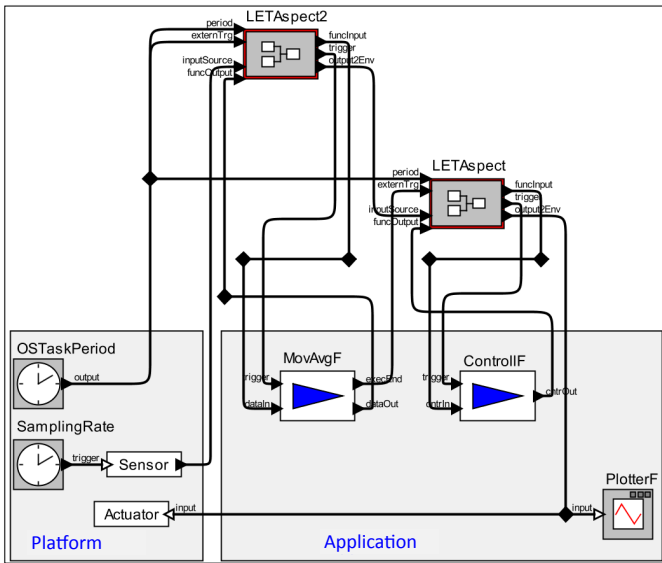 LETAspect2
period
externTrg
inputSource
funcOutput
funcInput
trigger
output2Env
LETAspect
period
externTrg
inputSource
funcOutput
funcInput
trigger
output2Env
OSTaskPeriod
output
SamplingRate
trigger
Sensor
Actuator
input
Platform
MovAvgF
trigger
dataIn
execEnd
dataOut
ControllF
trigger
cntrIn
cntrOut
PlotterF
input
Application